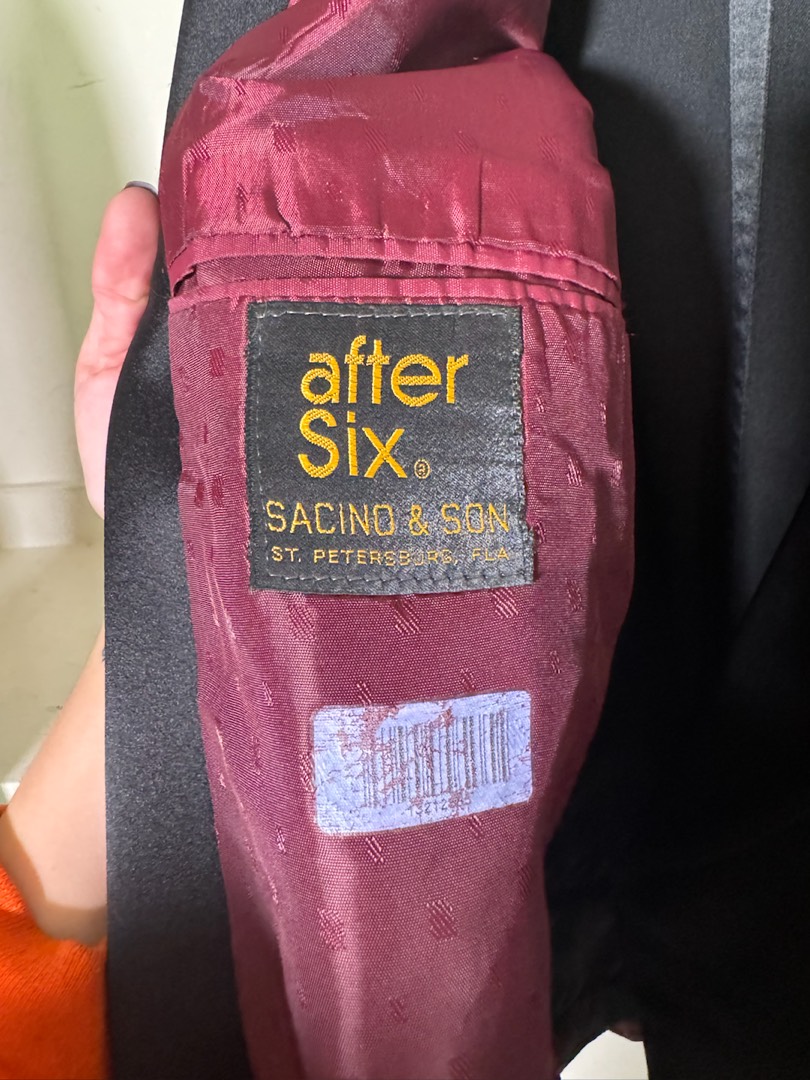 after
Six®
SACINO & SON
ST. PETERSBURG, FLA